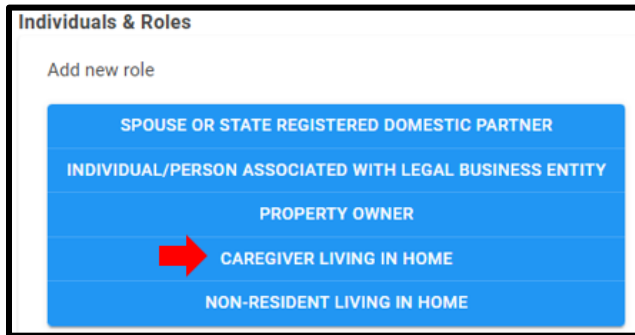 Individuals & Roles
Add new role
SPOUSE OR STATE REGISTERED DOMESTIC PARTNER
INDIVIDUAL/PERSON ASSOCIATED WITH LEGAL BUSINESS ENTITY
PROPERTY OWNER
CAREGIVER LIVING IN HOME
NON-RESIDENT LIVING IN HOME